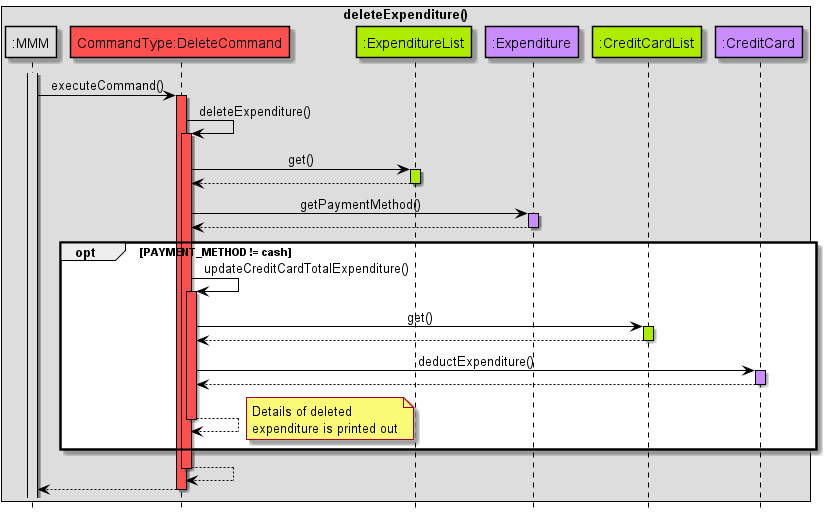 deleteExpenditure()
:MMM
CommandType:DeleteCommand
:ExpenditureList
:Expenditure
:CreditCardList
:CreditCard
executeCommand()
deleteExpenditure()
get()
getPaymentMethod()
opt
[PAYMENT_METHOD != cash]
updateCreditCardTotalExpenditure()
get()
deductExpenditure()
Details of deleted
expenditure is printed out